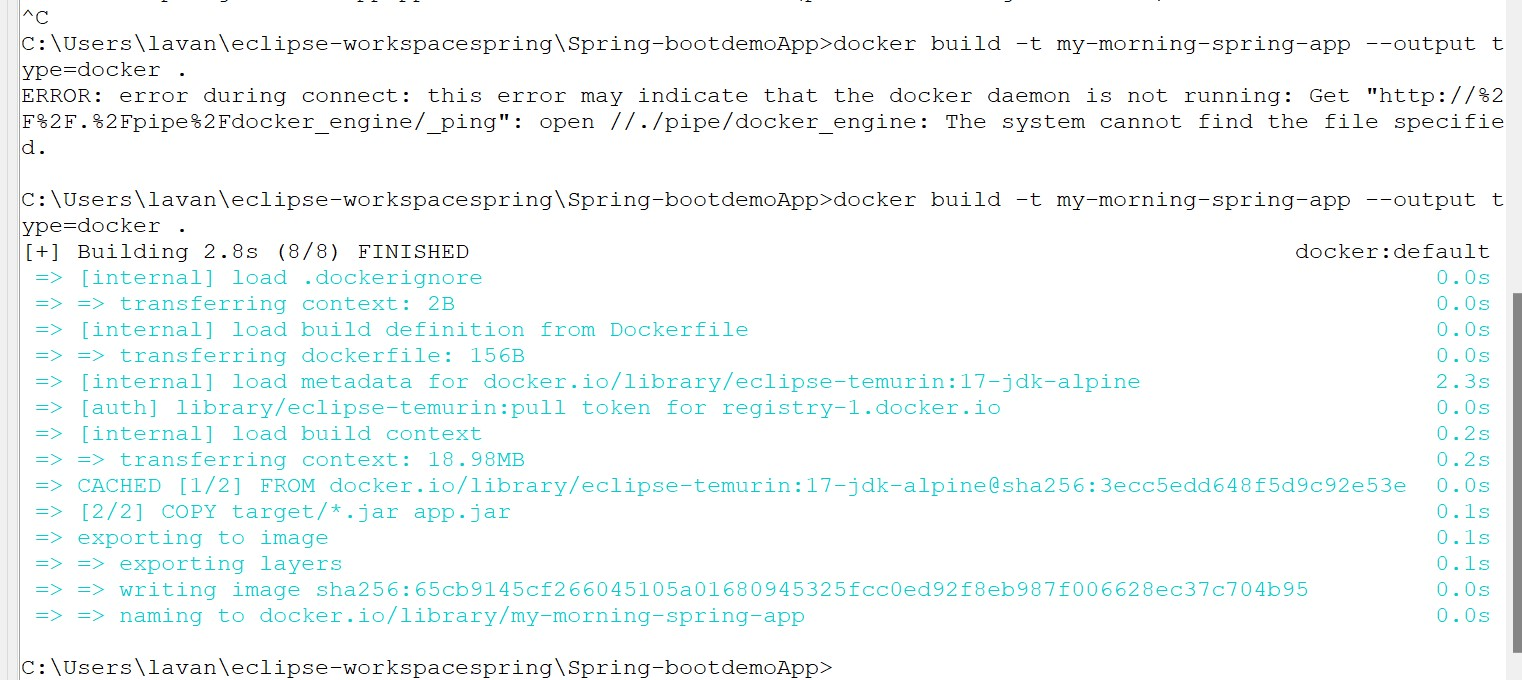 ^C
C:\Users\lavan\eclipse-workspacespring\Spring-bootdemoApp>docker build -t my-morning-spring-app --output t
ype=docker .
ERROR: error during connect: this error may indicate that the docker daemon is not running: Get "http://%2
F%2F.%2Fpipe%2Fdocker_engine/_ping": open //./pipe/docker_engine: The system cannot find the file specifie
d.
C:\Users\lavan\eclipse-workspacespring\Spring-bootdemoApp>docker build -t my-morning-spring-app --output t
ype=docker .
[+] Building 2.8s (8/8) FINISHED docker:default
=> [internal] load .dockerignore 0.0s
=> => transferring context: 2B 0.0s
=> [internal] load build definition from Dockerfile 0.0s
=> => transferring dockerfile: 156B 0.0s
=> [internal] load metadata for docker.io/library/eclipse-temurin:17-jdk-alpine 2.3s
=> [auth] library/eclipse-temurin:pull token for registry-1.docker.io 0.0s
=> [internal] load build context 0.2s
=> => transferring context: 18.98MB 0.2s
=> CACHED [1/2] FROM docker.io/library/eclipse-temurin:17-jdk-alpine@sha256:3ecc5edd648f5d9c92e53e 0.0s
=> [2/2] COPY target/*.jar app.jar 0.1s
=> exporting to image 0.1s
=> => exporting layers 0.1s
=> => writing image sha256:65cb9145cf266045105a01680945325fcc0ed92f8eb987f006628ec37c704b95 0.0s
=> => naming to docker.io/library/my-morning-spring-app 0.0s
C:\Users\lavan\eclipse-workspacespring\Spring-bootdemoApp>